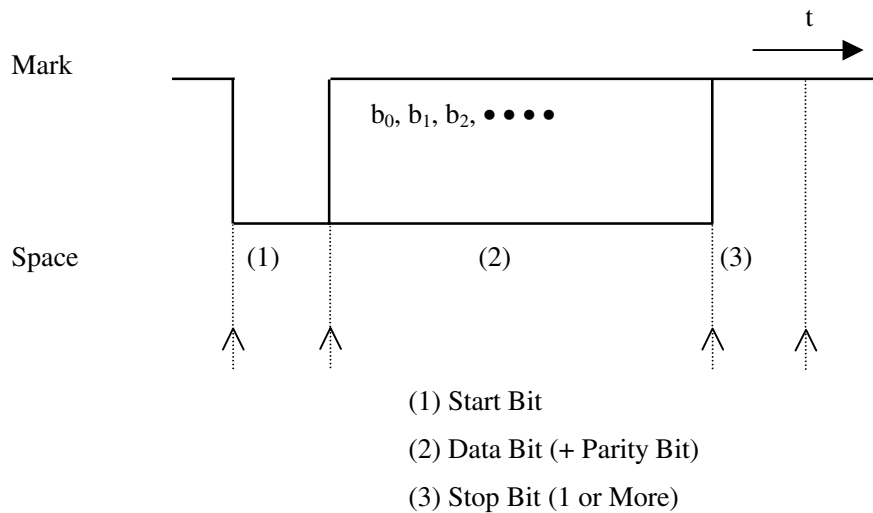 t
Mark
b₀, b₁, b₂, ●●●●
Space
(1)
(2)
(3)
(1) Start Bit
(2) Data Bit (+ Parity Bit)
(3) Stop Bit (1 or More)